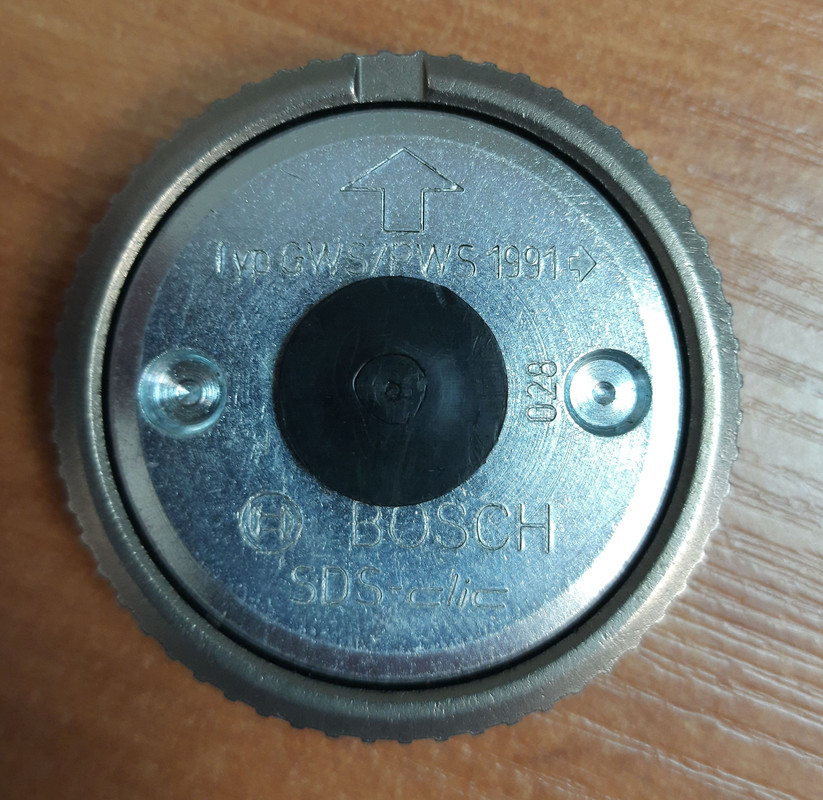 Typ GWS/PWS 1991
028
BOSCH
SDS-clic